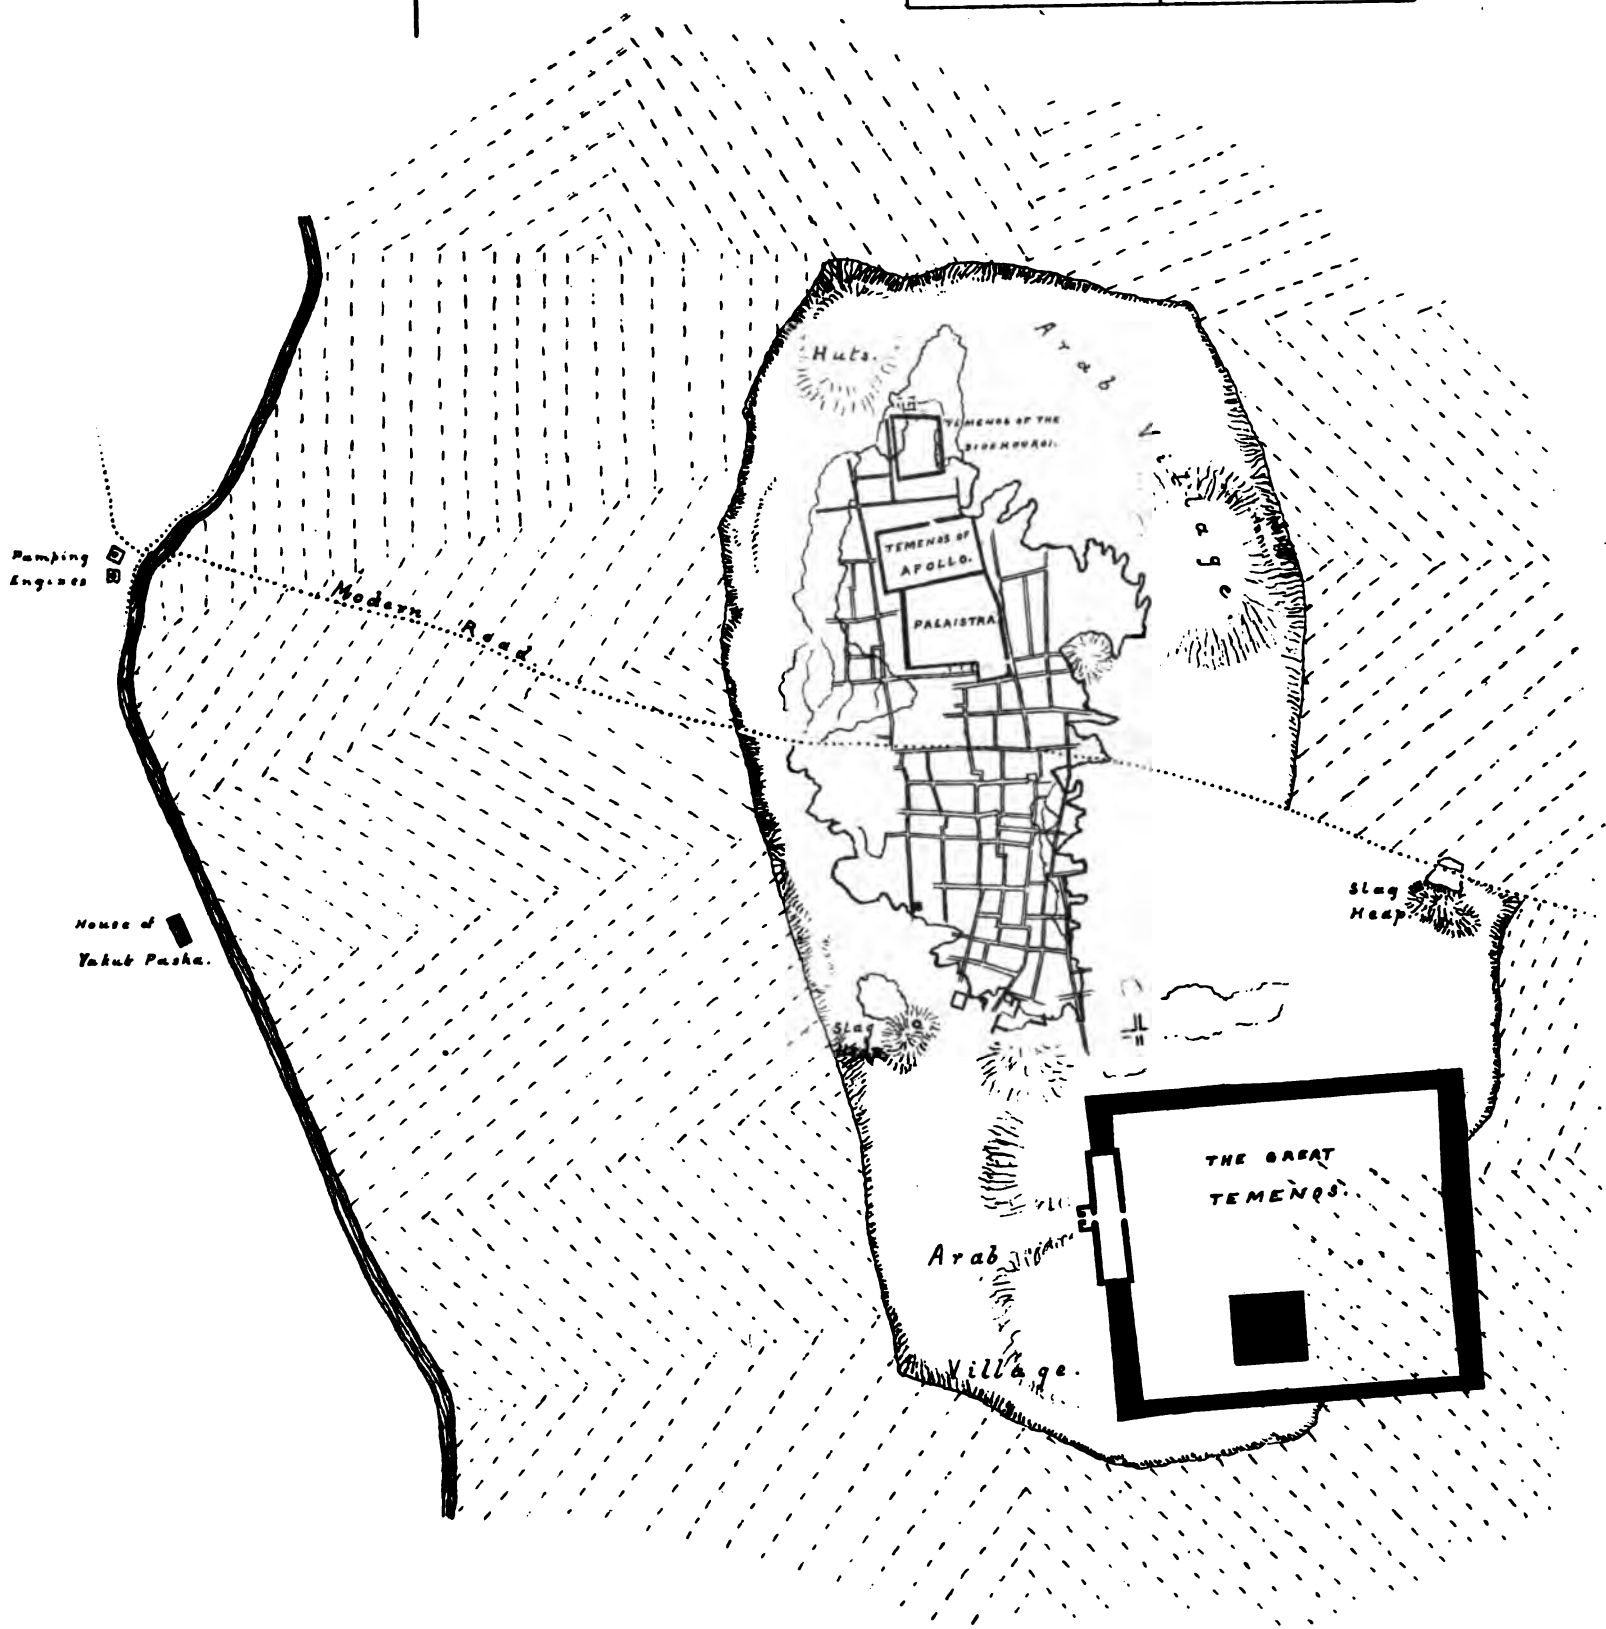 Huts.
Arab Village
TEMENOS OF THE
DIOSKOUROI.
TEMENOS OF
APOLLO.
PALAISTRA.
Pumping
Engines
Modern Road
Slag
Heap
House of
Yakub Pasha.
Slag
THE GREAT
TEMENOS.
Arab
Village.